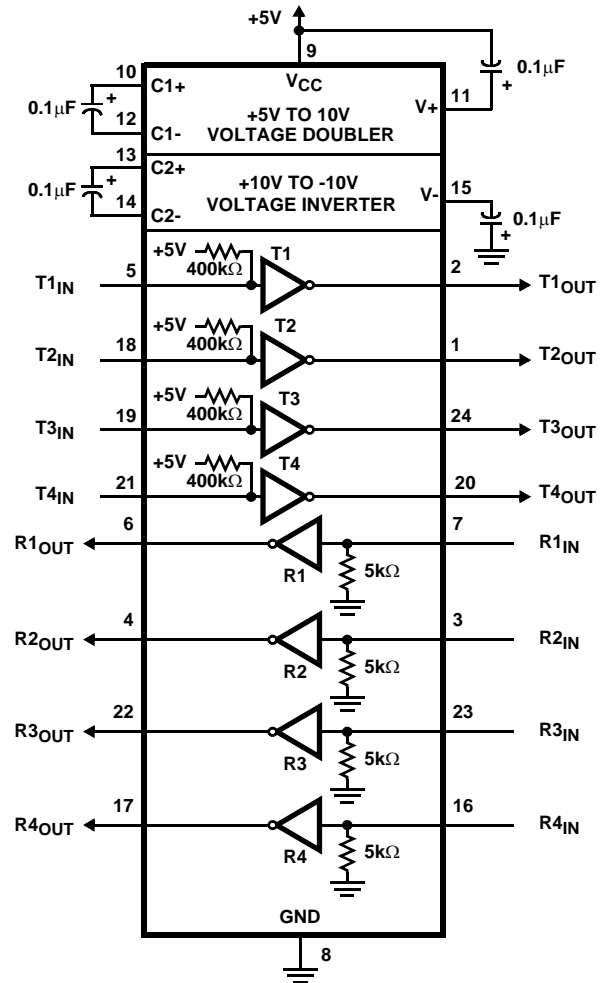 +5V
9
VCC
10
C1+
0.1µF
+
12
C1-
+5V TO 10V
VOLTAGE DOUBLER
V+
11
0.1µF
+
13
C2+
0.1µF
+
14
C2-
+10V TO -10V
VOLTAGE INVERTER
V-
15
0.1µF
+
T1IN
5
+5V
400kΩ
T1
2
T1OUT
T2IN
18
+5V
400kΩ
T2
1
T2OUT
T3IN
19
+5V
400kΩ
T3
24
T3OUT
T4IN
21
+5V
400kΩ
T4
20
T4OUT
R1OUT
6
R1
5kΩ
7
R1IN
R2OUT
4
R2
5kΩ
3
R2IN
R3OUT
22
R3
5kΩ
23
R3IN
R4OUT
17
R4
5kΩ
16
R4IN
GND
8